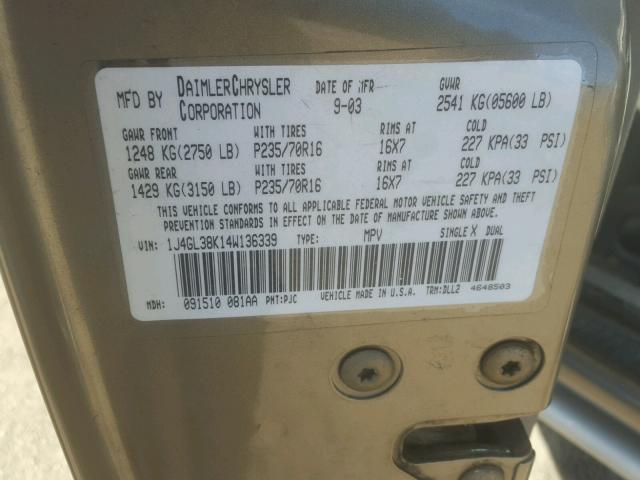 MFD BY DAIMLERCHRYSLER CORPORATION DATE OF MFR 9-03 GVWR 2541 KG(05600 LB)
GAWR FRONT WITH TIRES RIMS AT COLD
1248 KG(2750 LB) P235/70R16 16X7 227 KPA(33 PSI)
GAWR REAR WITH TIRES RIMS AT COLD
1429 KG(3150 LB) P235/70R16 16X7 227 KPA(33 PSI)
THIS VEHICLE CONFORMS TO ALL APPLICABLE FEDERAL MOTOR VEHICLE SAFETY AND THEFT
PREVENTION STANDARDS IN EFFECT ON THE DATE OF MANUFACTURE SHOWN ABOVE.
VIN: 1J4GL38K14W136339 TYPE: MPV SINGLE X DUAL
MDH: 091510 081AA PNT:PJC VEHICLE MADE IN U.S.A. TRM:DLL2 4648503